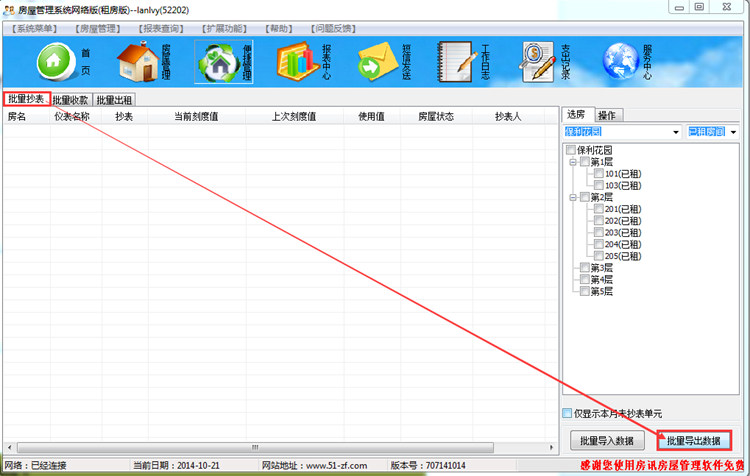 房屋管理系统网络版(租房版)--lanlvy(52202)
【系统菜单】 【房屋管理】 【报表查询】 【扩展功能】 【帮助】 【问题反馈】
首页 房屋管理 便捷管理 报表中心 短信发送 工作日志 支出记录 服务中心
批量抄表 批量收款 批量出租
房名 仪表名称 抄表 当前刻度值 上次刻度值 使用值 房屋状态 抄表人
选房 操作
保利花园 已租房间
保利花园
第1层
101(已租)
103(已租)
第2层
201(已租)
202(已租)
203(已租)
204(已租)
205(已租)
第3层
第4层
第5层
仅显示本月未抄表单元
批量导入数据 批量导出数据
网络：已经连接 当前日期：2014-10-21 网站地址：www.51-zf.com 版本号：707141014 感谢您使用房讯房屋管理软件免费